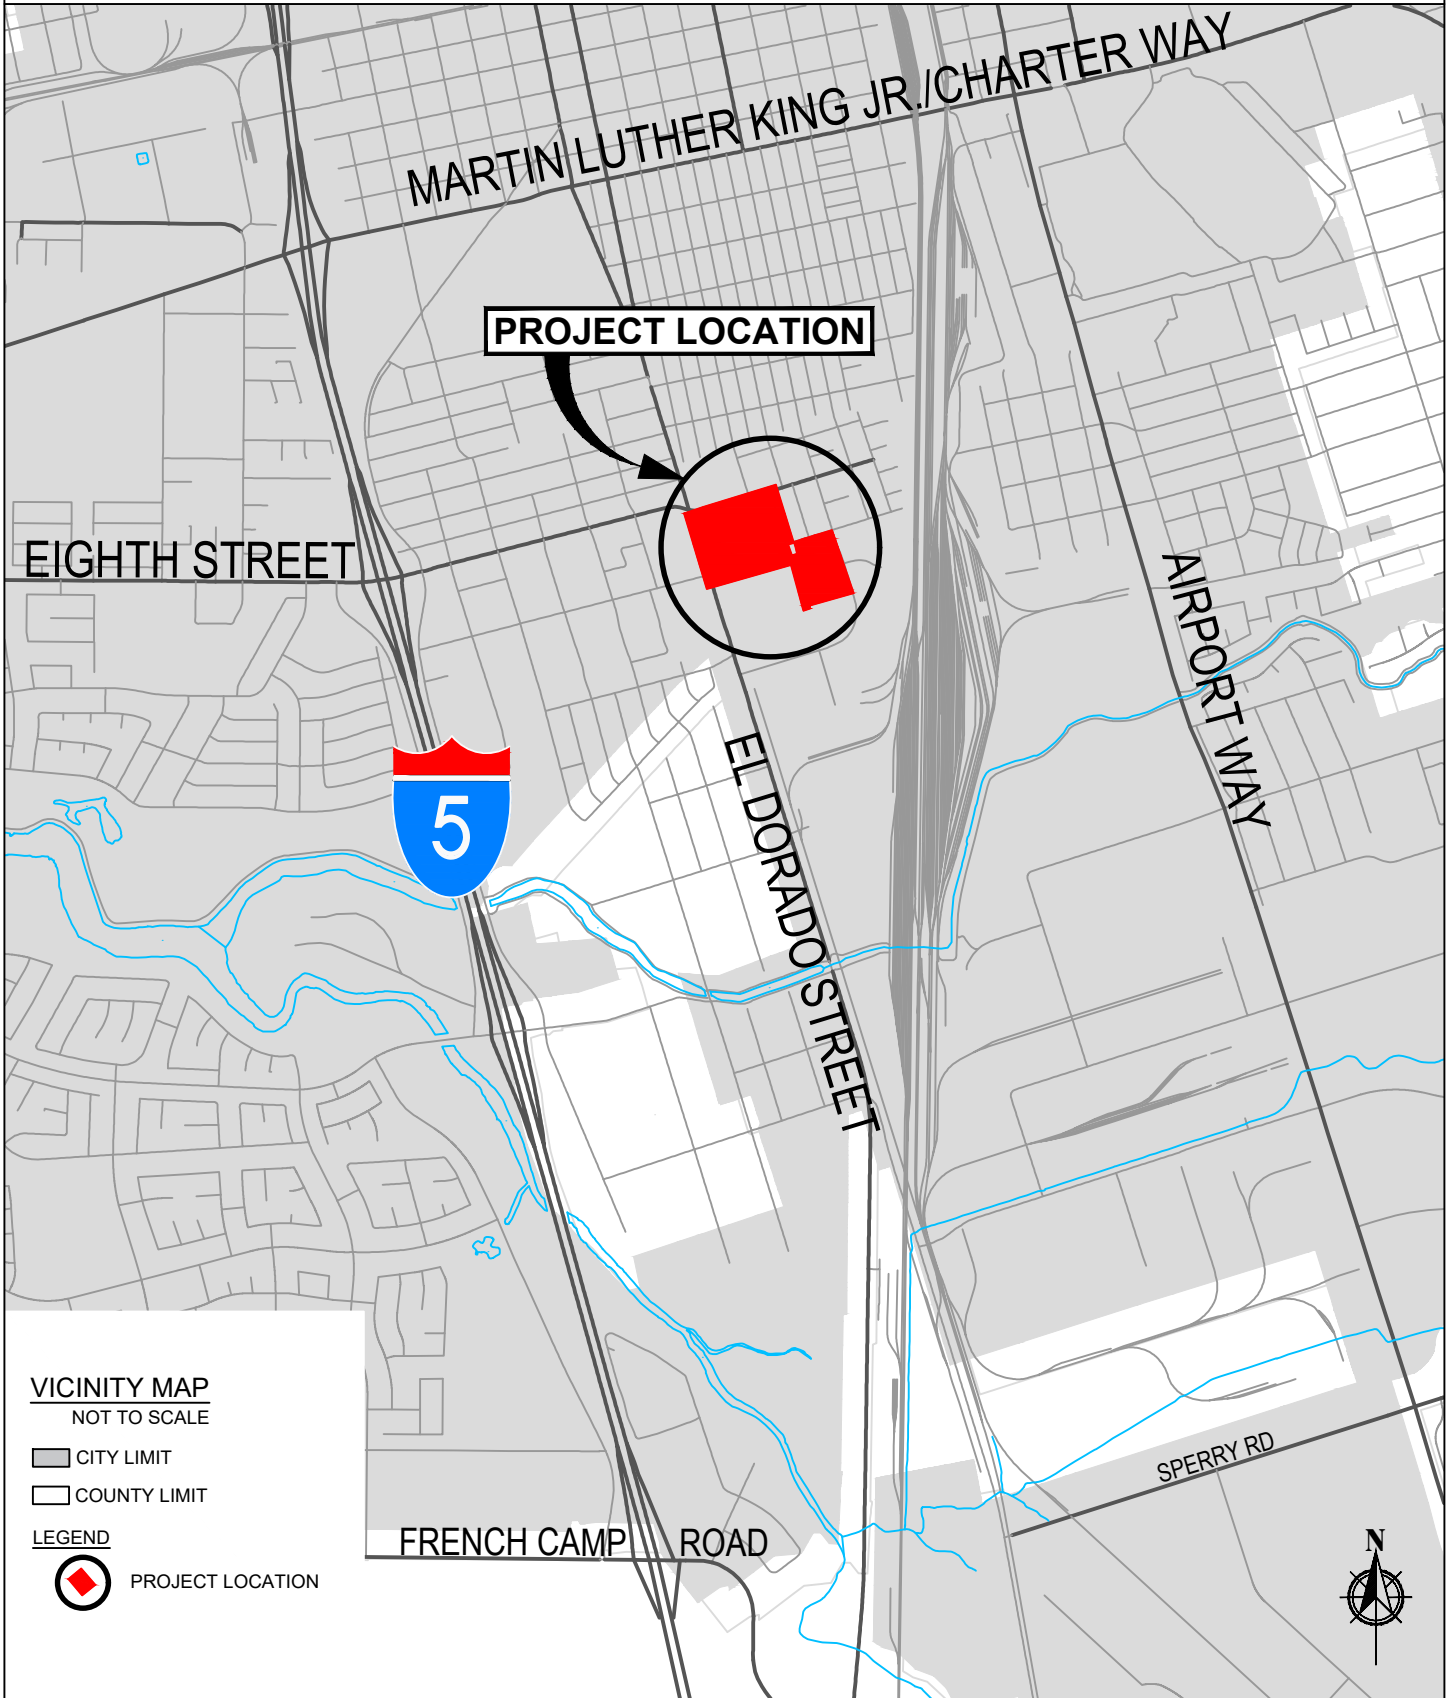 MARTIN LUTHER KING JR./CHARTER WAY
PROJECT LOCATION
EIGHTH STREET
AIRPORT WAY
5
EL DORADO STREET
VICINITY MAP
NOT TO SCALE
CITY LIMIT
COUNTY LIMIT
LEGEND
PROJECT LOCATION
SPERRY RD
FRENCH CAMP ROAD
N